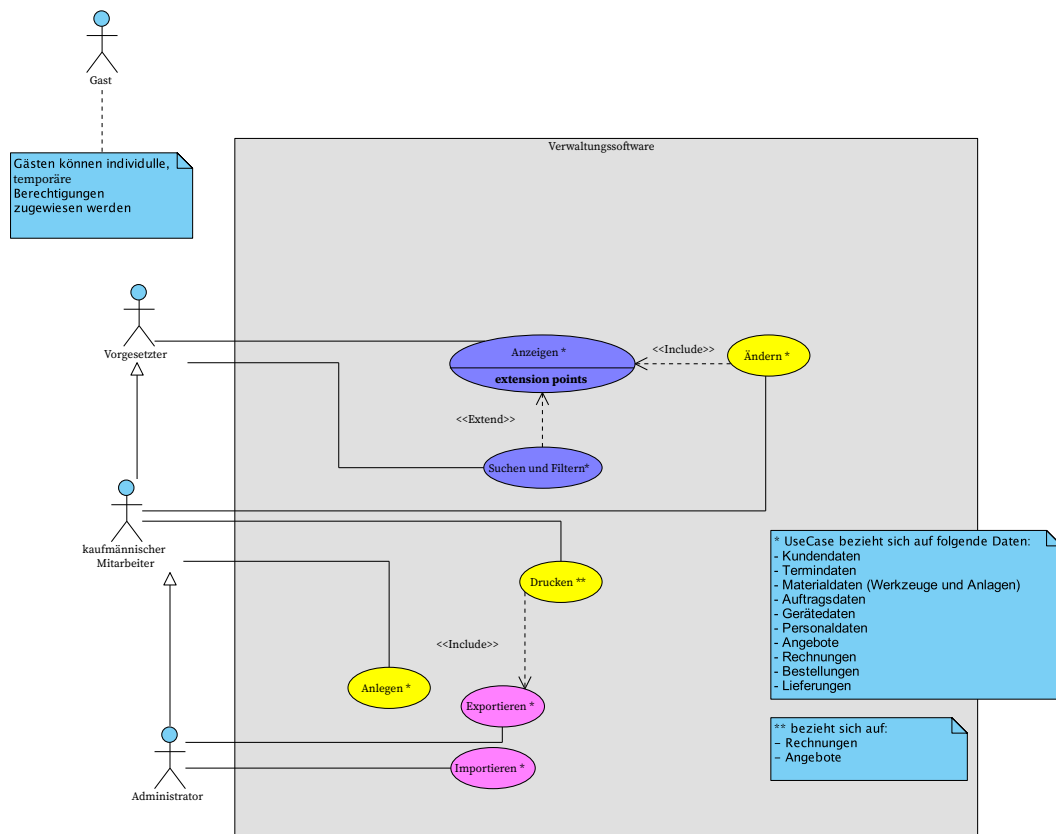 Gast
Gästen können individulle,
temporäre
Berechtigungen
zugewiesen werden
Verwaltungssoftware
Vorgesetzter
Anzeigen *
extension points
<<Include>>
Ändern *
<<Extend>>
Suchen und Filtern*
kaufmännischer
Mitarbeiter
Drucken **
<<Include>>
Anlegen *
Exportieren *
Importieren *
Administrator
* UseCase bezieht sich auf folgende Daten:
- Kundendaten
- Termindaten
- Materialdaten (Werkzeuge und Anlagen)
- Auftragsdaten
- Gerätedaten
- Personaldaten
- Angebote
- Rechnungen
- Bestellungen
- Lieferungen
** bezieht sich auf:
– Rechnungen
– Angebote